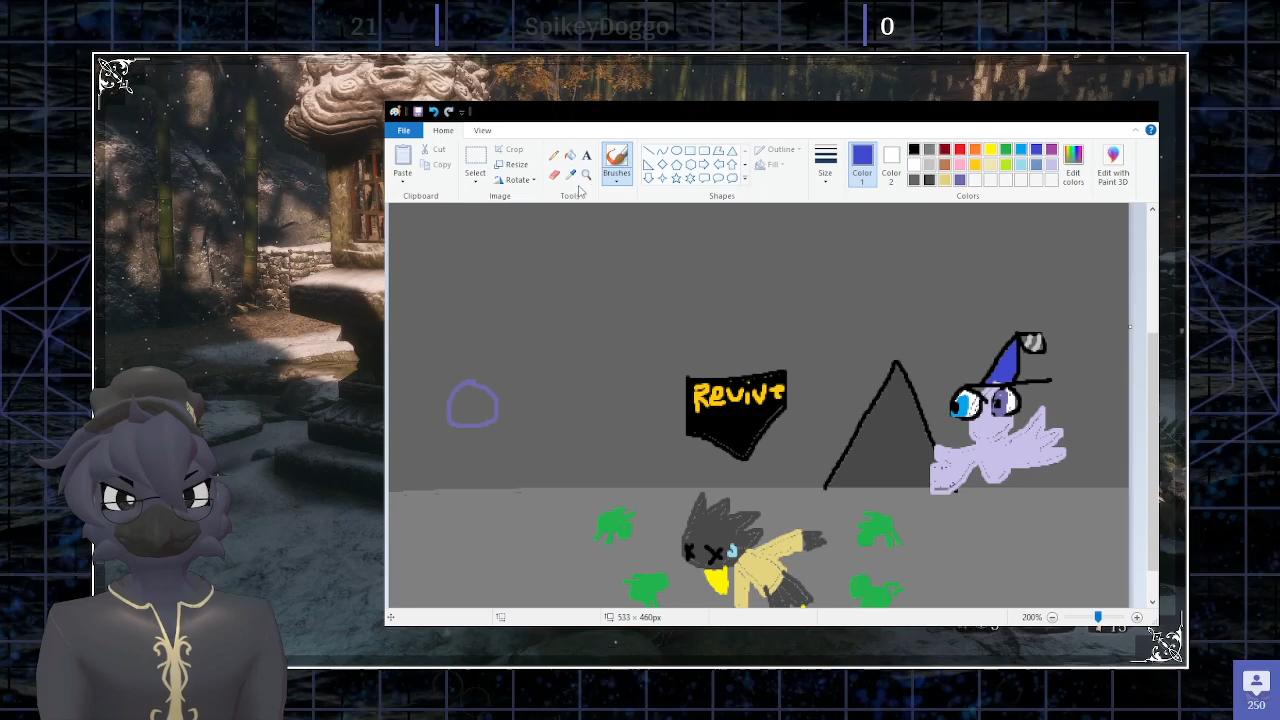 21 SpikeyDoggo 0
File Home View
Cut
Copy
Paste
Clipboard
Select
Crop
Resize
Rotate
Image
Tools
Brushes
Outline
Fill
Shapes
Size
Color 1
Color 2
Edit colors
Colors
Edit with Paint 3D
Revive
533 × 460px
200%
250